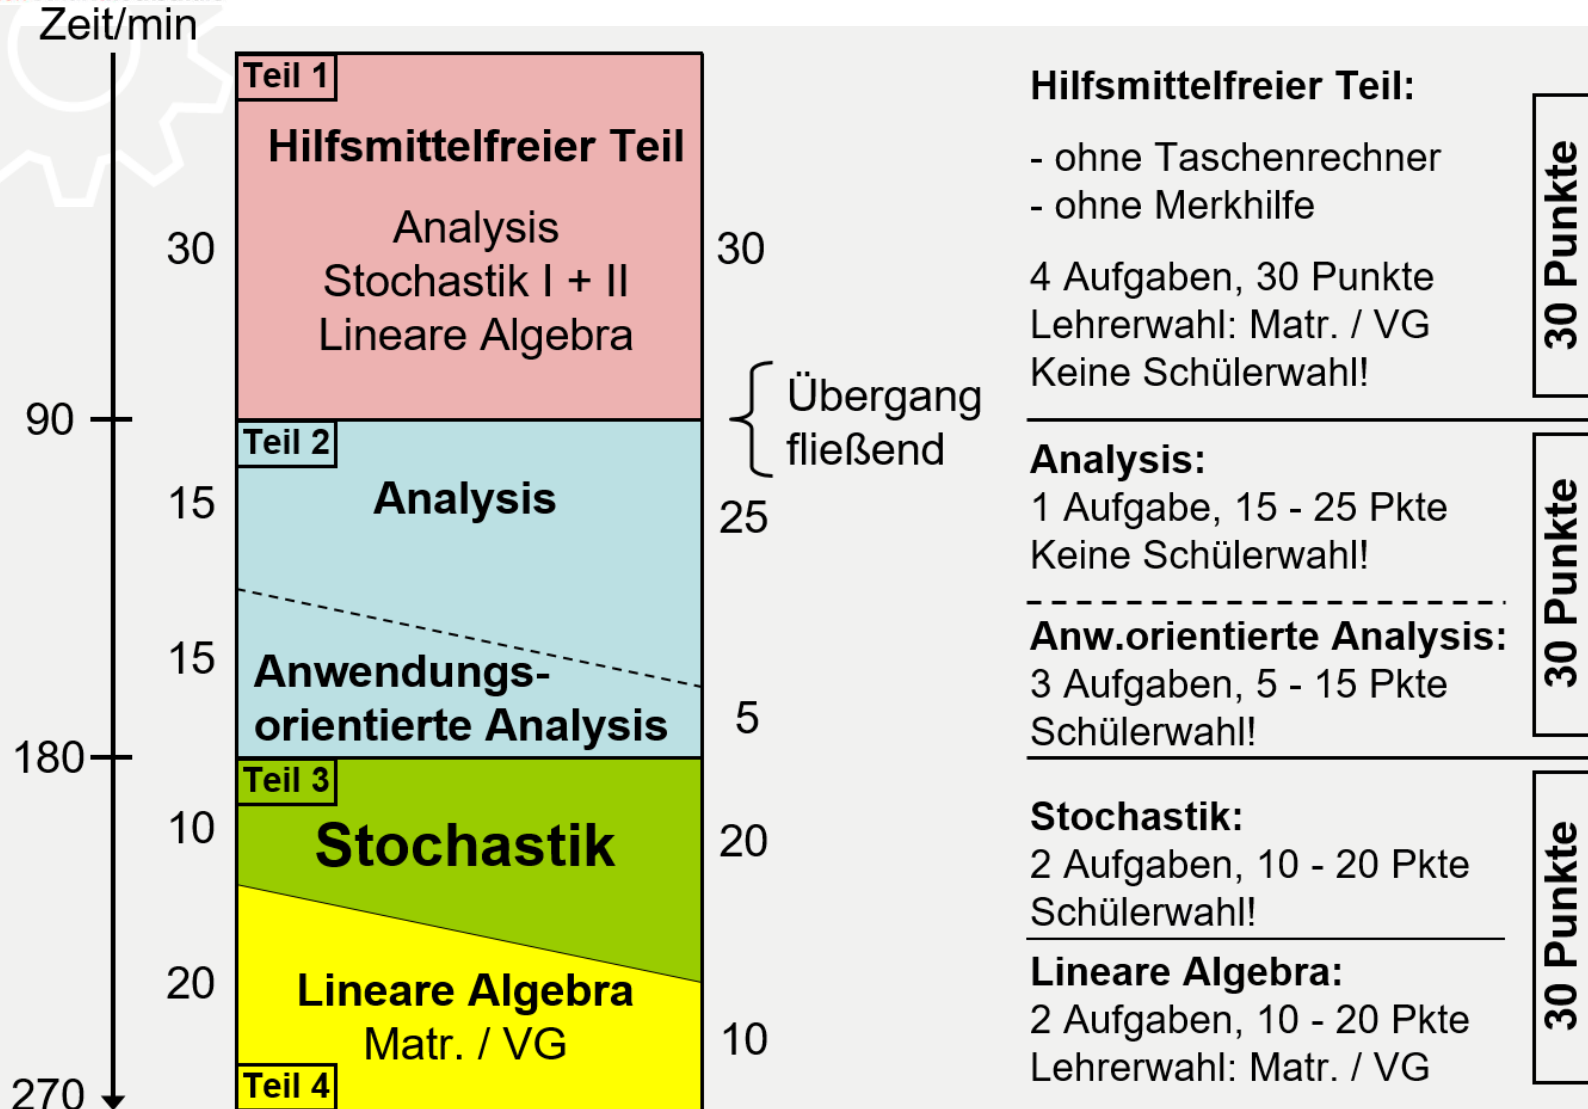 Zeit/min
Teil 1
Hilfsmittelfreier Teil
Analysis
Stochastik I + II
Lineare Algebra
30
30
90
Übergang
fließend
Teil 2
Analysis
15
25
15
Anwendungs-
orientierte Analysis
5
180
Teil 3
Stochastik
10
20
20
Lineare Algebra
Matr. / VG
10
Teil 4
270
Hilfsmittelfreier Teil:
- ohne Taschenrechner
- ohne Merkhilfe
4 Aufgaben, 30 Punkte
Lehrerwahl: Matr. / VG
Keine Schülerwahl!
30 Punkte
Analysis:
1 Aufgabe, 15 - 25 Pkte
Keine Schülerwahl!
Anw.orientierte Analysis:
3 Aufgaben, 5 - 15 Pkte
Schülerwahl!
30 Punkte
Stochastik:
2 Aufgaben, 10 - 20 Pkte
Schülerwahl!
Lineare Algebra:
2 Aufgaben, 10 - 20 Pkte
Lehrerwahl: Matr. / VG
30 Punkte